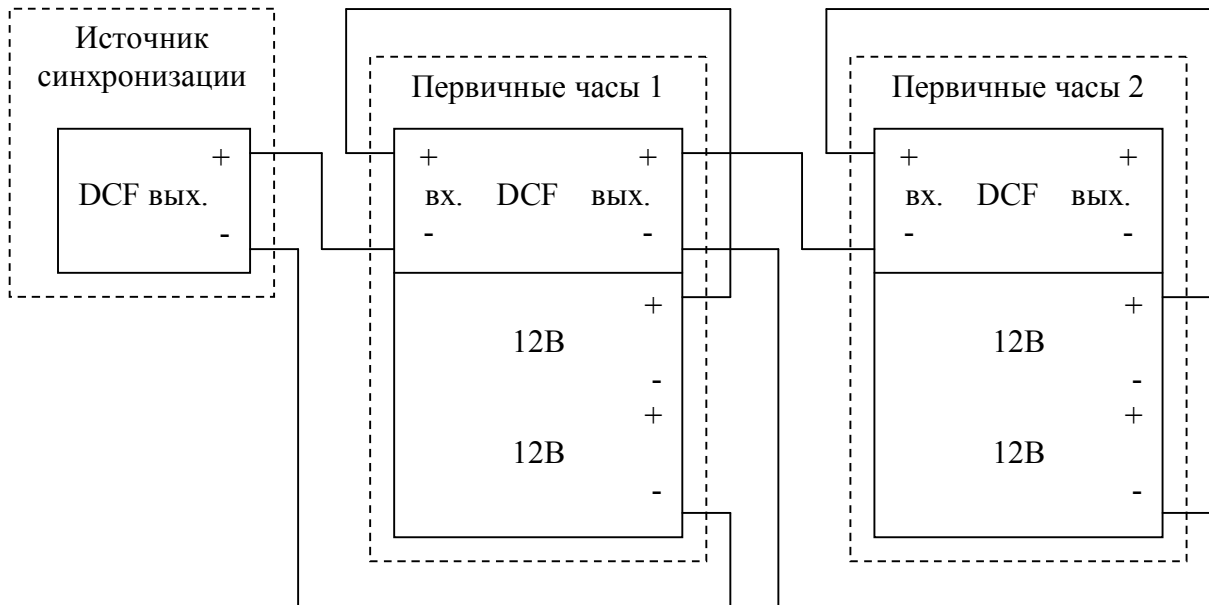 Источник
синхронизации
Первичные часы 1
Первичные часы 2
+
DCF вых.
-
+ +
вх. DCF вых.
- -
+
12В
-
+
12В
-
+ +
вх. DCF вых.
- -
+
12В
-
+
12В
-